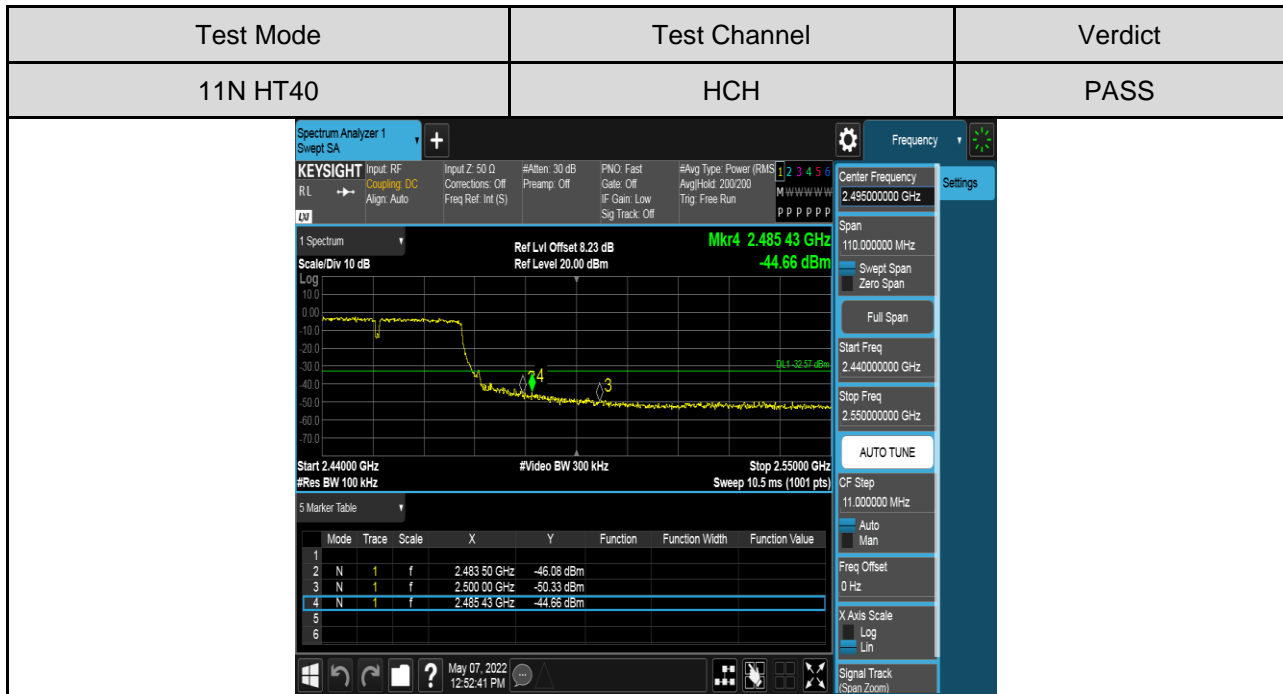 Test Mode Test Channel Verdict
11N HT40 HCH PASS
Spectrum Analyzer 1
Swept SA
+
Frequency
KEYSIGHT
RL
LXI
Input: RF
Coupling: DC
Align: Auto
Input Z: 50 Ω
Corrections: Off
Freq Ref: Int (S)
#Atten: 30 dB
Preamp: Off
PNO: Fast
Gate: Off
IF Gain: Low
Sig Track: Off
#Avg Type: Power (RMS
Avg|Hold: 200/200
Trig: Free Run
1 2 3 4 5 6
M W W W W W
P P P P P P
1 Spectrum
Scale/Div 10 dB
Ref Lvl Offset 8.23 dB
Ref Level 20.00 dBm
Mkr4 2.485 43 GHz
-44.66 dBm
Log
10.0
0.00
-10.0
-20.0
-30.0
-40.0
-50.0
-60.0
-70.0
DL1 -32.57 dBm
4
3
Start 2.44000 GHz #Video BW 300 kHz Stop 2.55000 GHz
#Res BW 100 kHz Sweep 10.5 ms (1001 pts)
5 Marker Table
Mode Trace Scale X Y Function Function Width Function Value
1
2 N 1 f 2.483 50 GHz -46.08 dBm
3 N 1 f 2.500 00 GHz -50.33 dBm
4 N 1 f 2.485 43 GHz -44.66 dBm
5
6
?
May 07, 2022
12:52:41 PM
Center Frequency
2.495000000 GHz
Settings
Span
110.000000 MHz
Swept Span
Zero Span
Full Span
Start Freq
2.440000000 GHz
Stop Freq
2.550000000 GHz
AUTO TUNE
CF Step
11.000000 MHz
Auto
Man
Freq Offset
0 Hz
X Axis Scale
Log
Lin
Signal Track
(Span Zoom)